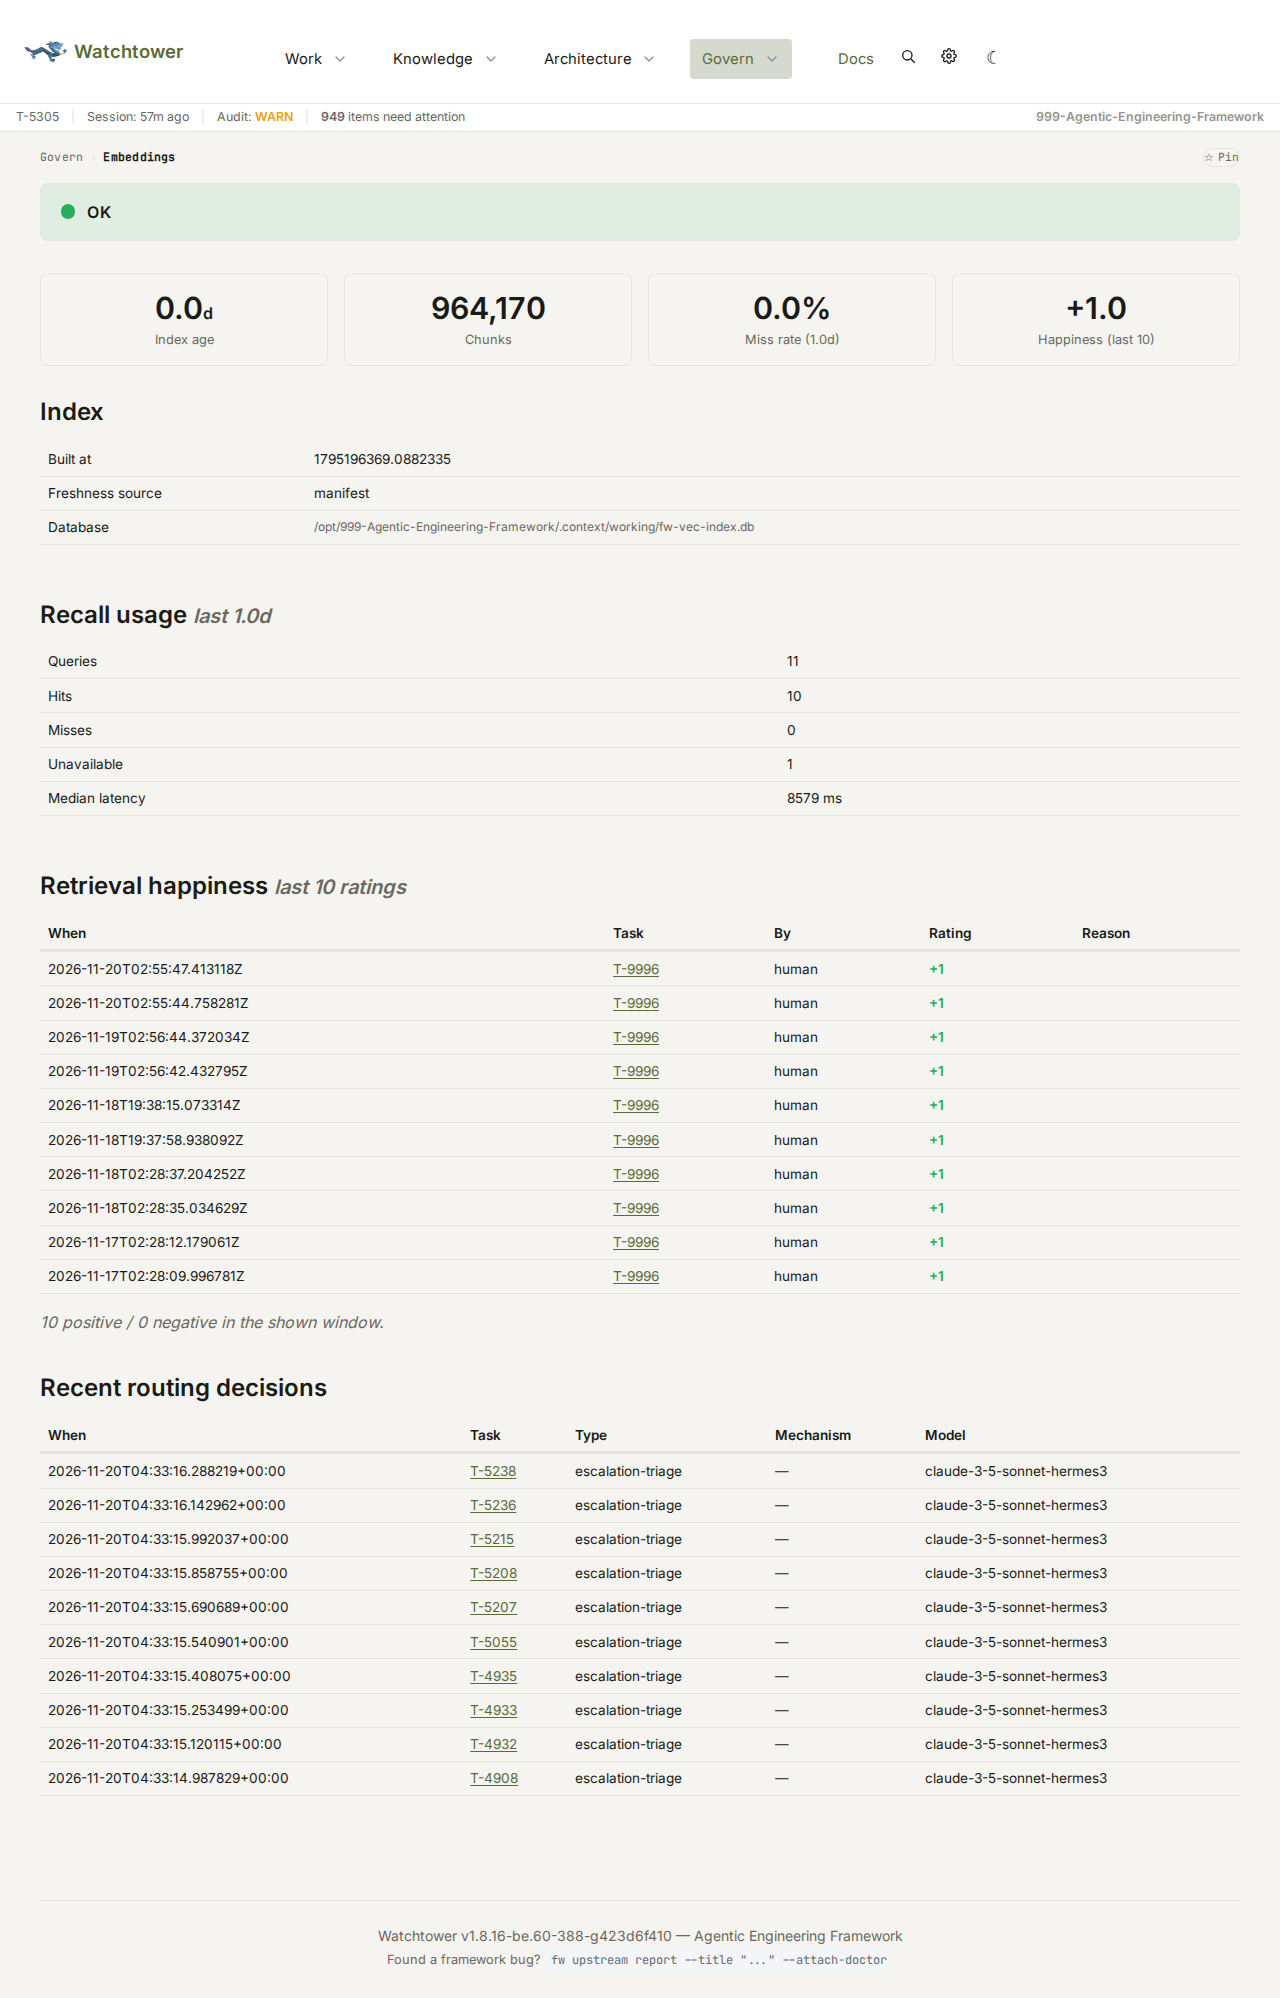 Watchtower
Work
Knowledge
Architecture
Govern
Docs
T-5305
Session: 57m ago
Audit: WARN
949 items need attention
999-Agentic-Engineering-Framework
Govern › Embeddings
☆ Pin
OK
0.0d
Index age
964,170
Chunks
0.0%
Miss rate (1.0d)
+1.0
Happiness (last 10)
Index
Built at 1795196369.0882335
Freshness source manifest
Database /opt/999-Agentic-Engineering-Framework/.context/working/fw-vec-index.db
Recall usage last 1.0d
Queries 11
Hits 10
Misses 0
Unavailable 1
Median latency 8579 ms
Retrieval happiness last 10 ratings
When Task By Rating Reason
2026-11-20T02:55:47.413118Z T-9996 human +1
2026-11-20T02:55:44.758281Z T-9996 human +1
2026-11-19T02:56:44.372034Z T-9996 human +1
2026-11-19T02:56:42.432795Z T-9996 human +1
2026-11-18T19:38:15.073314Z T-9996 human +1
2026-11-18T19:37:58.938092Z T-9996 human +1
2026-11-18T02:28:37.204252Z T-9996 human +1
2026-11-18T02:28:35.034629Z T-9996 human +1
2026-11-17T02:28:12.179061Z T-9996 human +1
2026-11-17T02:28:09.996781Z T-9996 human +1
10 positive / 0 negative in the shown window.
Recent routing decisions
When Task Type Mechanism Model
2026-11-20T04:33:16.288219+00:00 T-5238 escalation-triage — claude-3-5-sonnet-hermes3
2026-11-20T04:33:16.142962+00:00 T-5236 escalation-triage — claude-3-5-sonnet-hermes3
2026-11-20T04:33:15.992037+00:00 T-5215 escalation-triage — claude-3-5-sonnet-hermes3
2026-11-20T04:33:15.858755+00:00 T-5208 escalation-triage — claude-3-5-sonnet-hermes3
2026-11-20T04:33:15.690689+00:00 T-5207 escalation-triage — claude-3-5-sonnet-hermes3
2026-11-20T04:33:15.540901+00:00 T-5055 escalation-triage — claude-3-5-sonnet-hermes3
2026-11-20T04:33:15.408075+00:00 T-4935 escalation-triage — claude-3-5-sonnet-hermes3
2026-11-20T04:33:15.253499+00:00 T-4933 escalation-triage — claude-3-5-sonnet-hermes3
2026-11-20T04:33:15.120115+00:00 T-4932 escalation-triage — claude-3-5-sonnet-hermes3
2026-11-20T04:33:14.987829+00:00 T-4908 escalation-triage — claude-3-5-sonnet-hermes3
Watchtower v1.8.16-be.60-388-g423d6f410 — Agentic Engineering Framework
Found a framework bug? fw upstream report --title "..." --attach-doctor